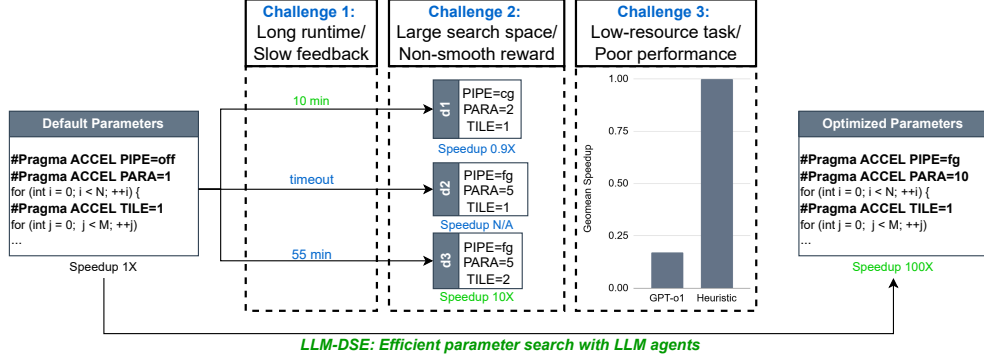 Challenge 1:
Long runtime/
Slow feedback
Challenge 2:
Large search space/
Non-smooth reward
Challenge 3:
Low-resource task/
Poor performance
Default Parameters
#Pragma ACCEL PIPE=off
#Pragma ACCEL PARA=1
for (int i = 0; i < N; ++i) {
#Pragma ACCEL TILE=1
for (int j = 0; j < M; ++j)
...
Speedup 1X
10 min
timeout
55 min
d1
PIPE=cg
PARA=2
TILE=1
Speedup 0.9X
d2
PIPE=fg
PARA=5
TILE=1
Speedup N/A
d3
PIPE=fg
PARA=5
TILE=2
Speedup 10X
Geomean Speedup
1.00
0.75
0.50
0.25
0.00
GPT-o1 Heuristic
Optimized Parameters
#Pragma ACCEL PIPE=fg
#Pragma ACCEL PARA=10
for (int i = 0; i < N; ++i) {
#Pragma ACCEL TILE=1
for (int j = 0; j < M; ++j)
...
Speedup 100X
LLM-DSE: Efficient parameter search with LLM agents